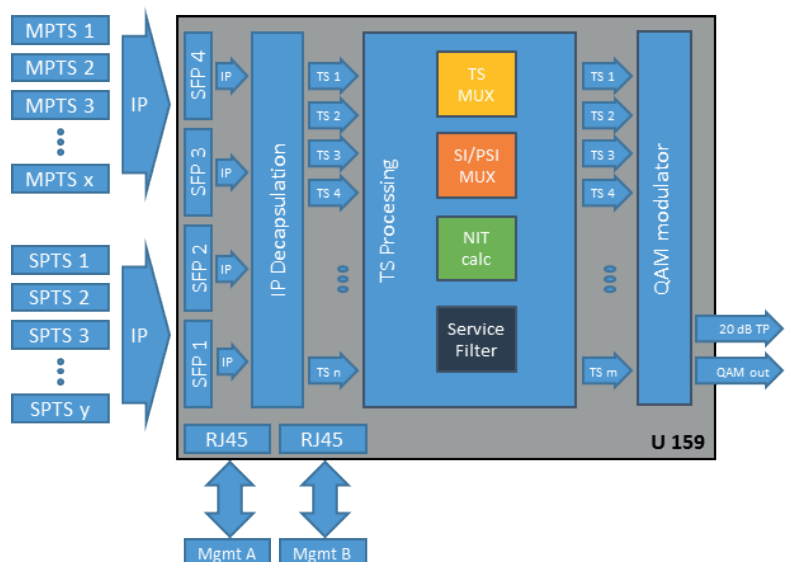 MPTS 1
MPTS 2
MPTS 3
MPTS x
IP
SPTS 1
SPTS 2
SPTS 3
SPTS y
IP
SFP 4
SFP 3
SFP 2
SFP 1
IP
IP
IP
IP
IP Decapsulation
TS 1
TS 2
TS 3
TS 4
TS n
TS Processing
TS
MUX
SI/PSI
MUX
NIT
calc
Service
Filter
TS 1
TS 2
TS 3
TS 4
TS m
QAM modulator
20 dB TP
QAM out
RJ45
RJ45
U 159
Mgmt A
Mgmt B